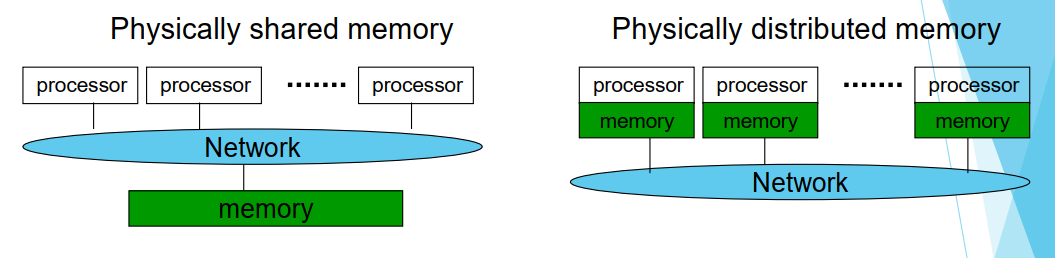 Physically shared memory
processor processor ....... processor
Network
memory
Physically distributed memory
processor processor ....... processor
memory memory memory
Network